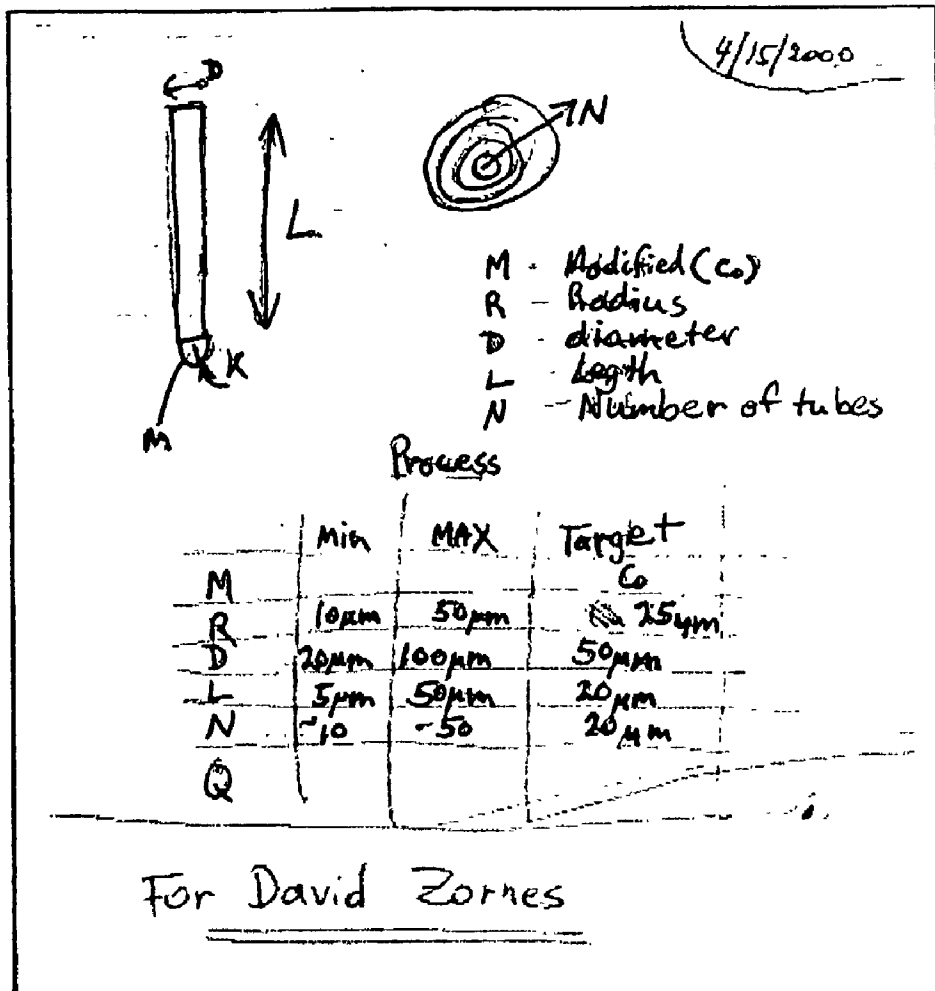 4/15/2000
D
N
L
K
M
M - Modified (Co)
R - Radius
D - diameter
L - Legth
N - Number of tubes
Process
Min MAX Target
M Co
R 10μm 50μm 25μm
D 20μm 100μm 50μm
L 5μm 50μm 20μm
N ~10 ~50 20μm
Q
For David Zornes